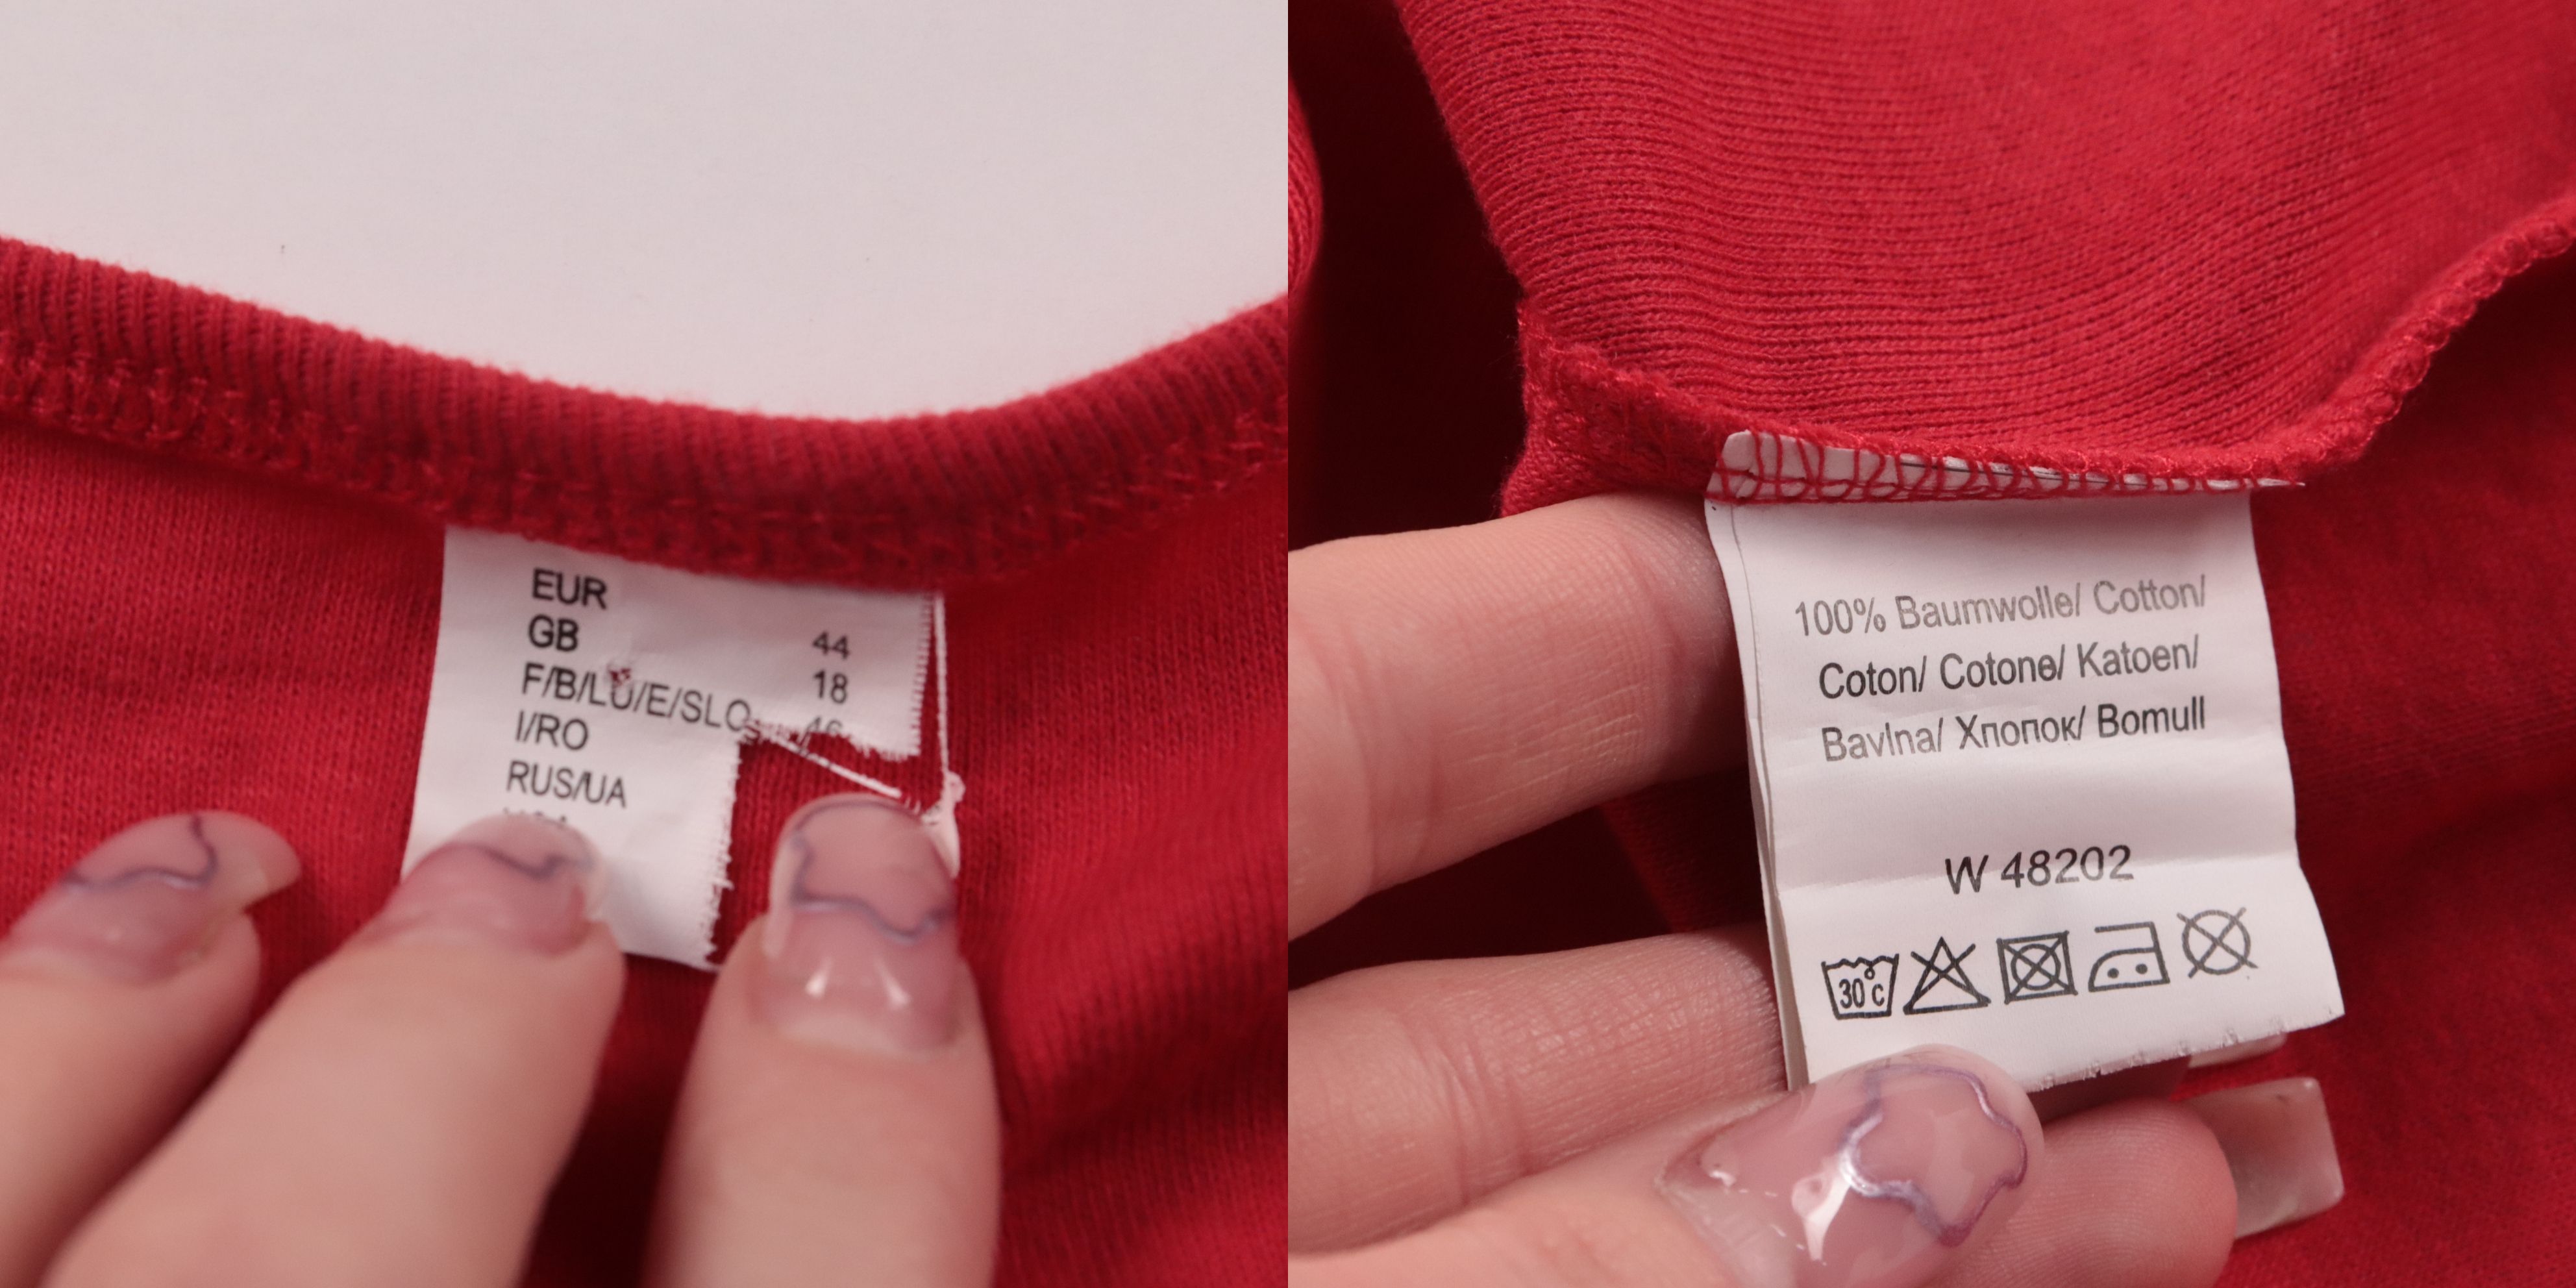 EUR 44
GB 18
F/B/LU/E/SLO 46
I/RO
RUS/UA
100% Baumwolle/ Cotton/
Coton/ Cotone/ Katoen/
Bavlna/ Хлопок/ Bomull
W 48202
30°c